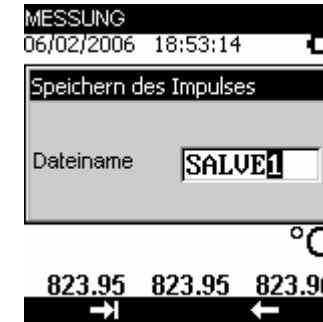 MESSUNG
06/02/2006 18:53:14
Speichern des Impulses
Dateiname SALVE1
°C
823.95 823.95 823.9